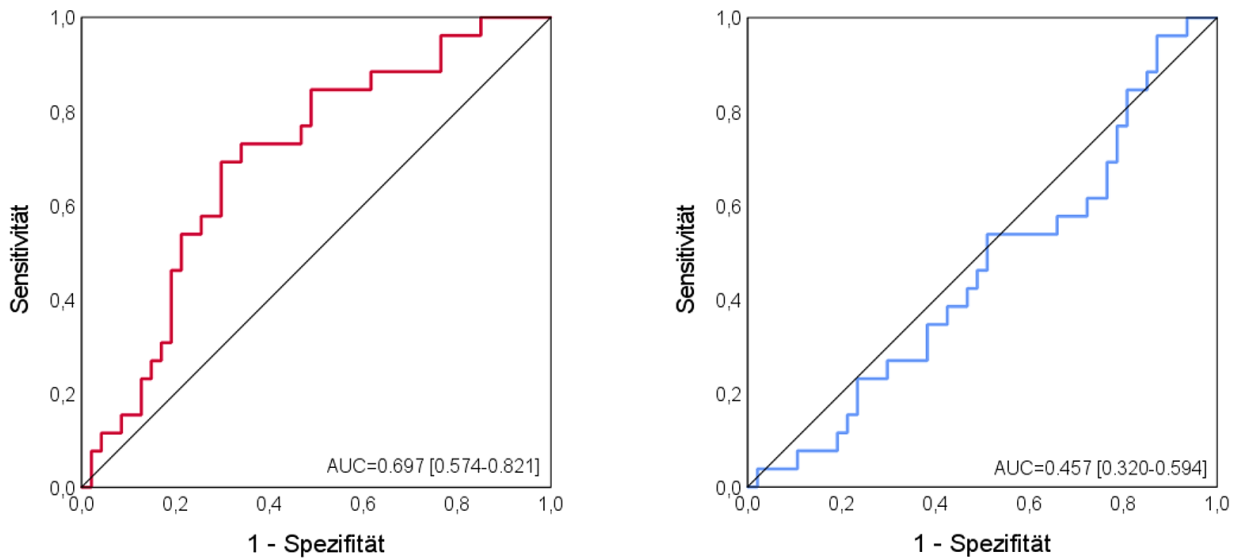 1,0
0,8
0,6
0,4
0,2
0,0
Sensitivität
0,0 0,2 0,4 0,6 0,8 1,0
1 - Spezifität
AUC=0.697 [0.574-0.821]
1,0
0,8
0,6
0,4
0,2
0,0
Sensitivität
0,0 0,2 0,4 0,6 0,8 1,0
1 - Spezifität
AUC=0.457 [0.320-0.594]